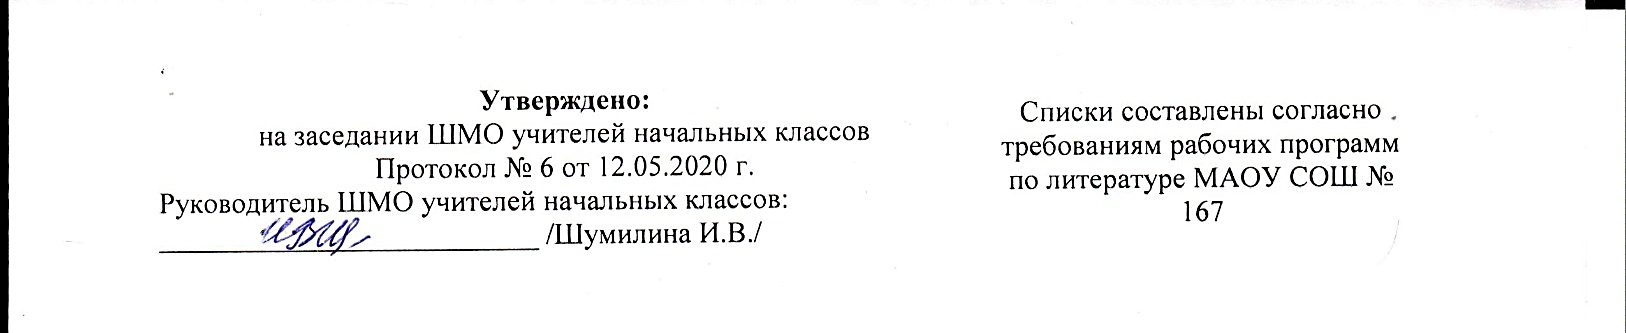 Утверждено:
на заседании ШМО учителей начальных классов
Протокол № 6 от 12.05.2020 г.
Руководитель ШМО учителей начальных классов:
/Шумилина И.В./
Списки составлены согласно
требованиям рабочих программ
по литературе МАОУ СОШ №
167